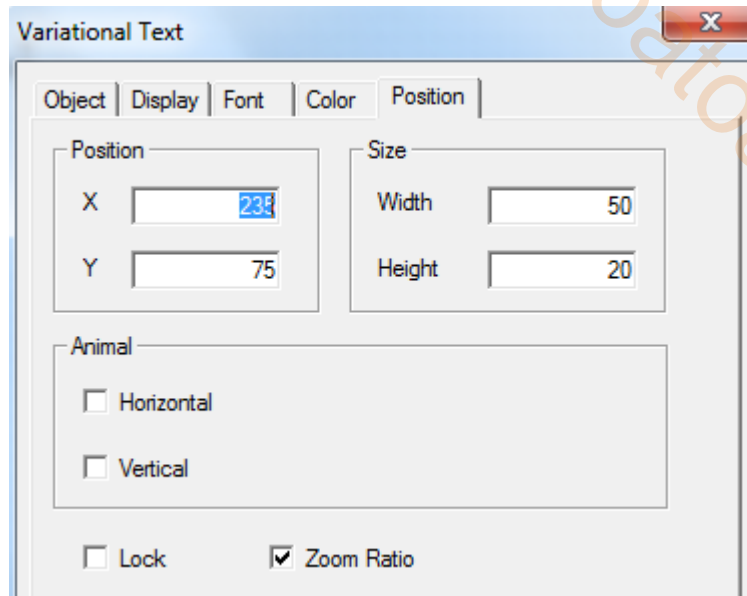 Variational Text
X
Object Display Font Color Position
Position
X 235
Y 75
Size
Width 50
Height 20
Animal
Horizontal
Vertical
Lock Zoom Ratio